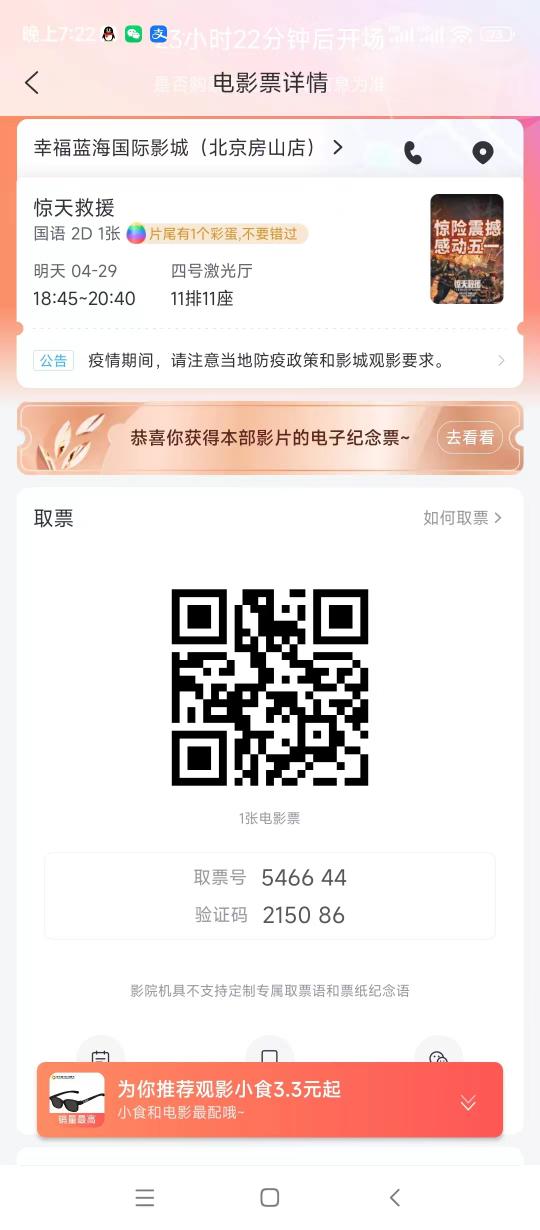 晚上7:22
23小时22分钟后开场
电影票详情
幸福蓝海国际影城（北京房山店）
惊天救援
国语 2D 1张 片尾有1个彩蛋,不要错过
明天 04-29 四号激光厅
18:45~20:40 11排11座
惊险震撼
感动五一
惊天救援
公告 疫情期间，请注意当地防疫政策和影城观影要求。
恭喜你获得本部影片的电子纪念票~ 去看看
取票 如何取票
1张电影票
取票号 5466 44
验证码 2150 86
影院机具不支持定制专属取票语和票纸纪念语
为你推荐观影小食3.3元起
小食和电影最配哦~
销量最高